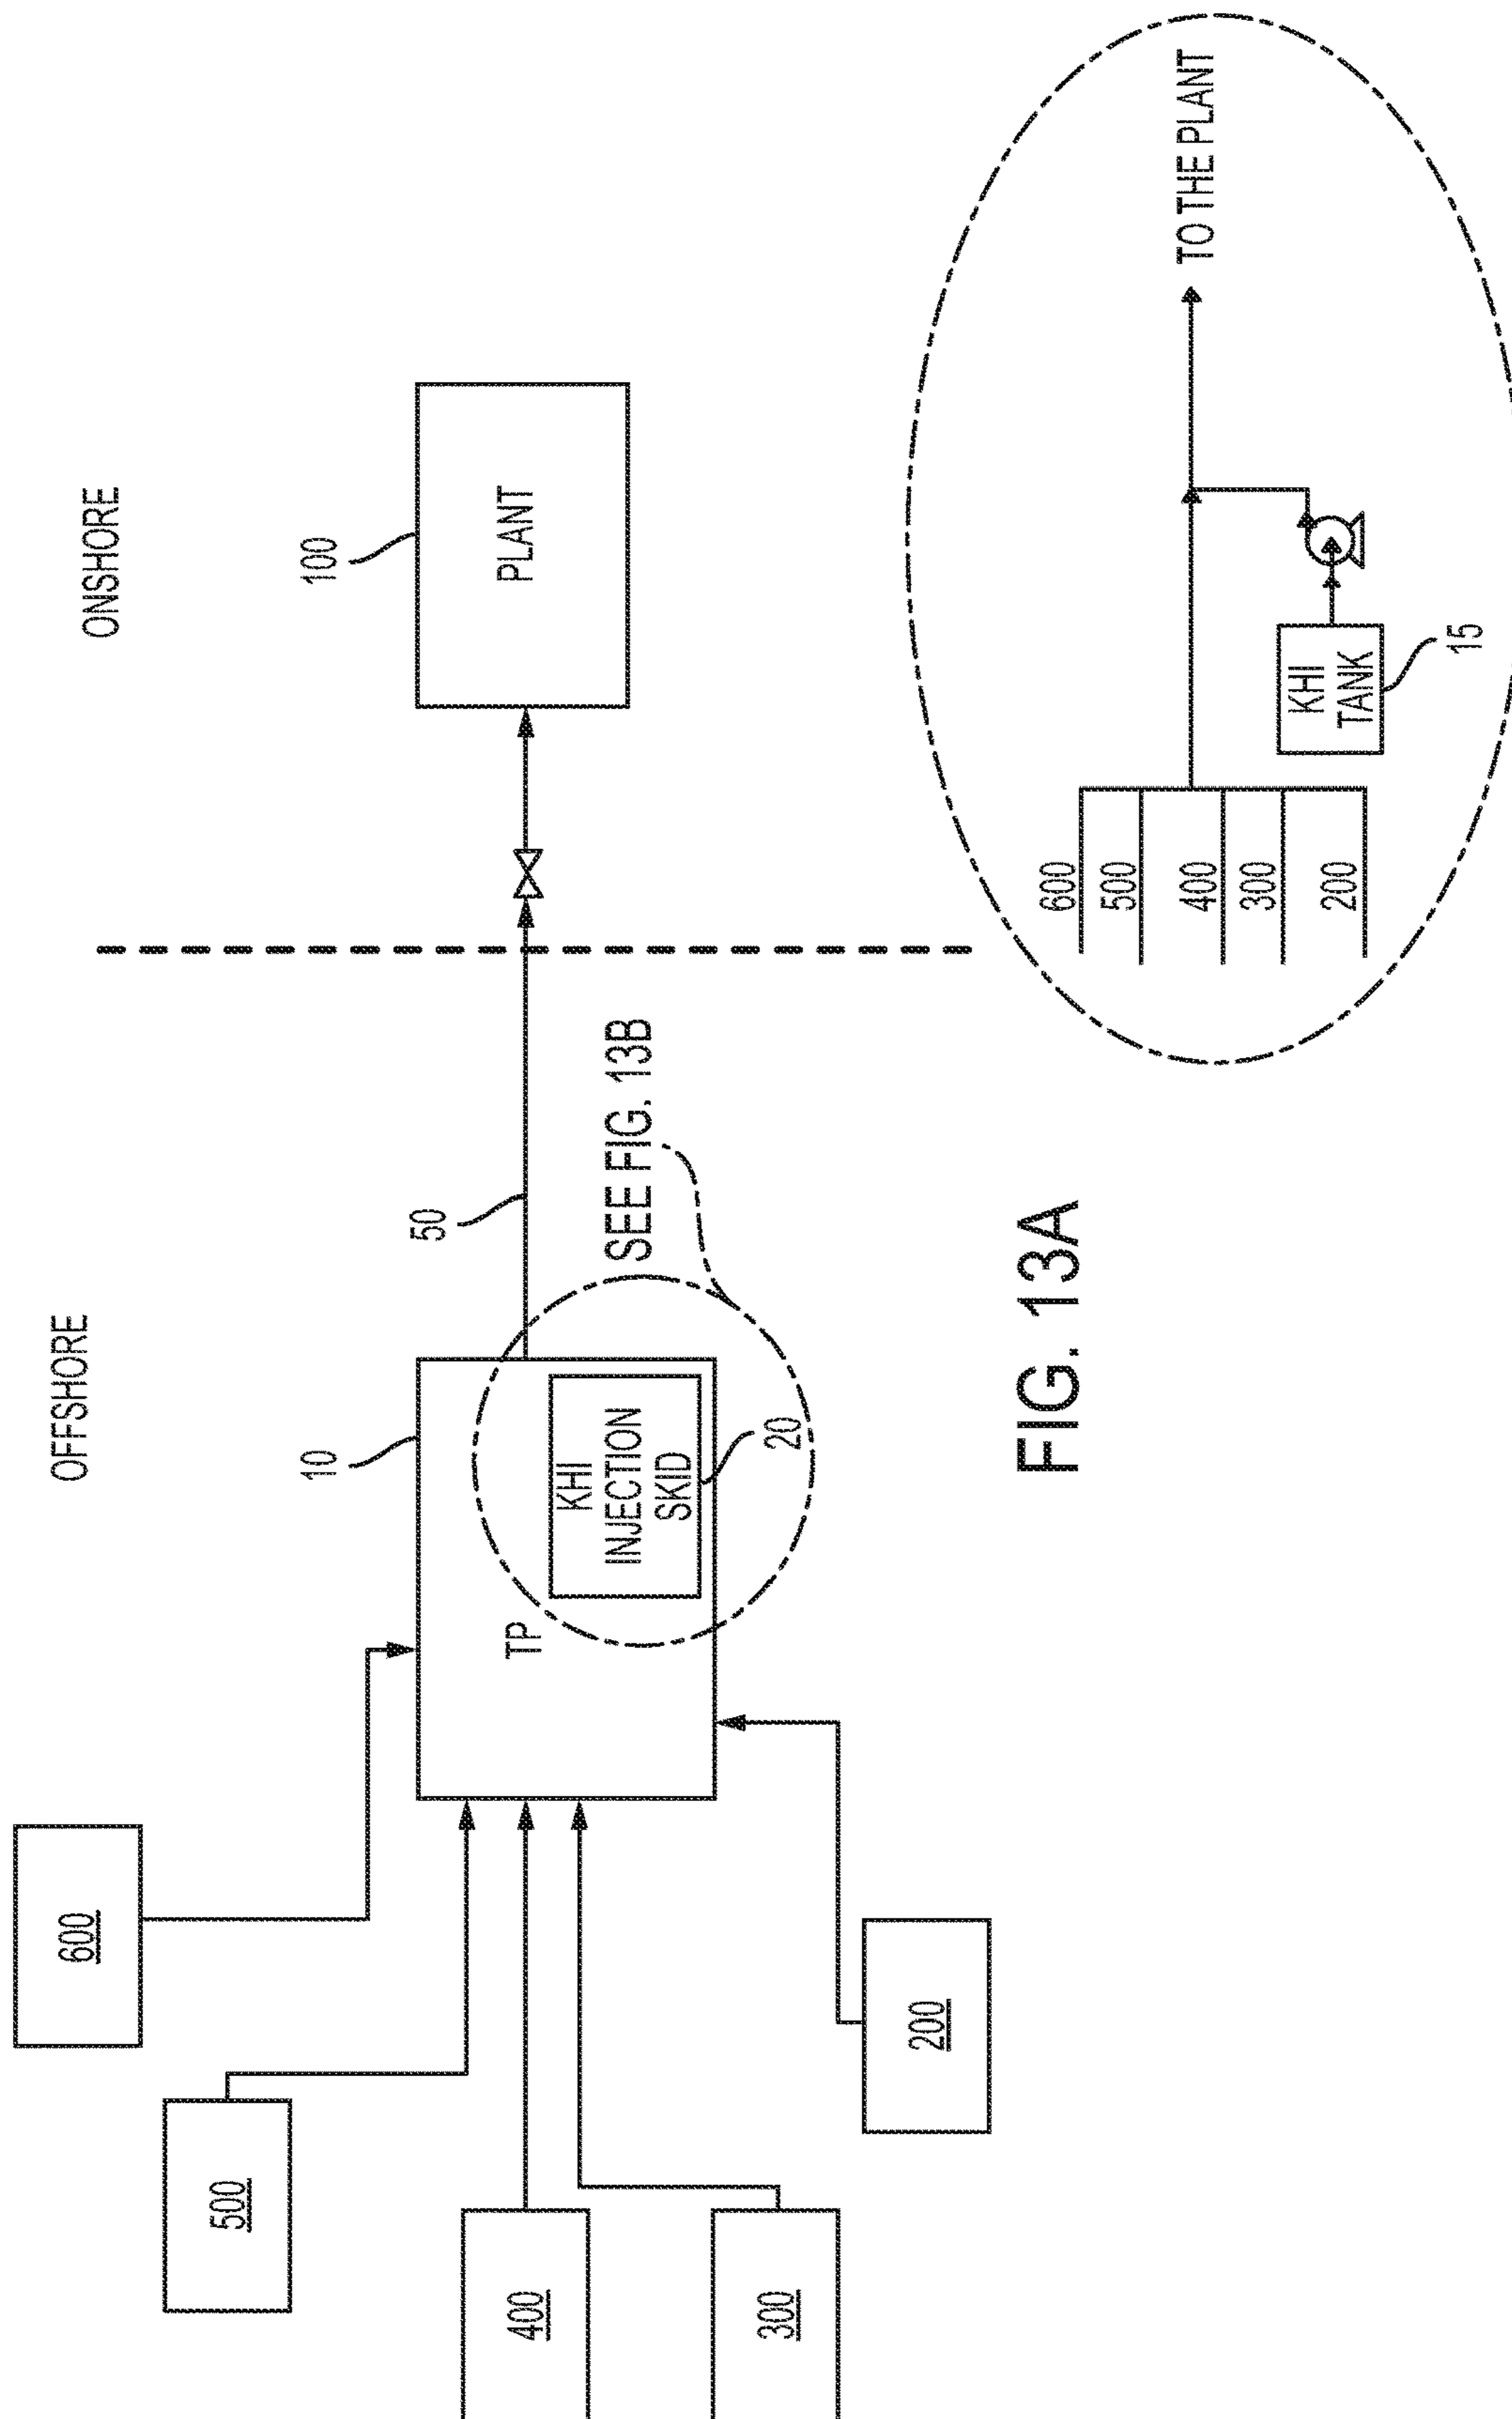 OFFSHORE
ONSHORE
600
500
400
300
200
10
TP
KHI
INJECTION
SKID
20
50
SEE FIG. 13B
100
PLANT
FIG. 13A
600
500
400
300
200
KHI
TANK
15
TO THE PLANT